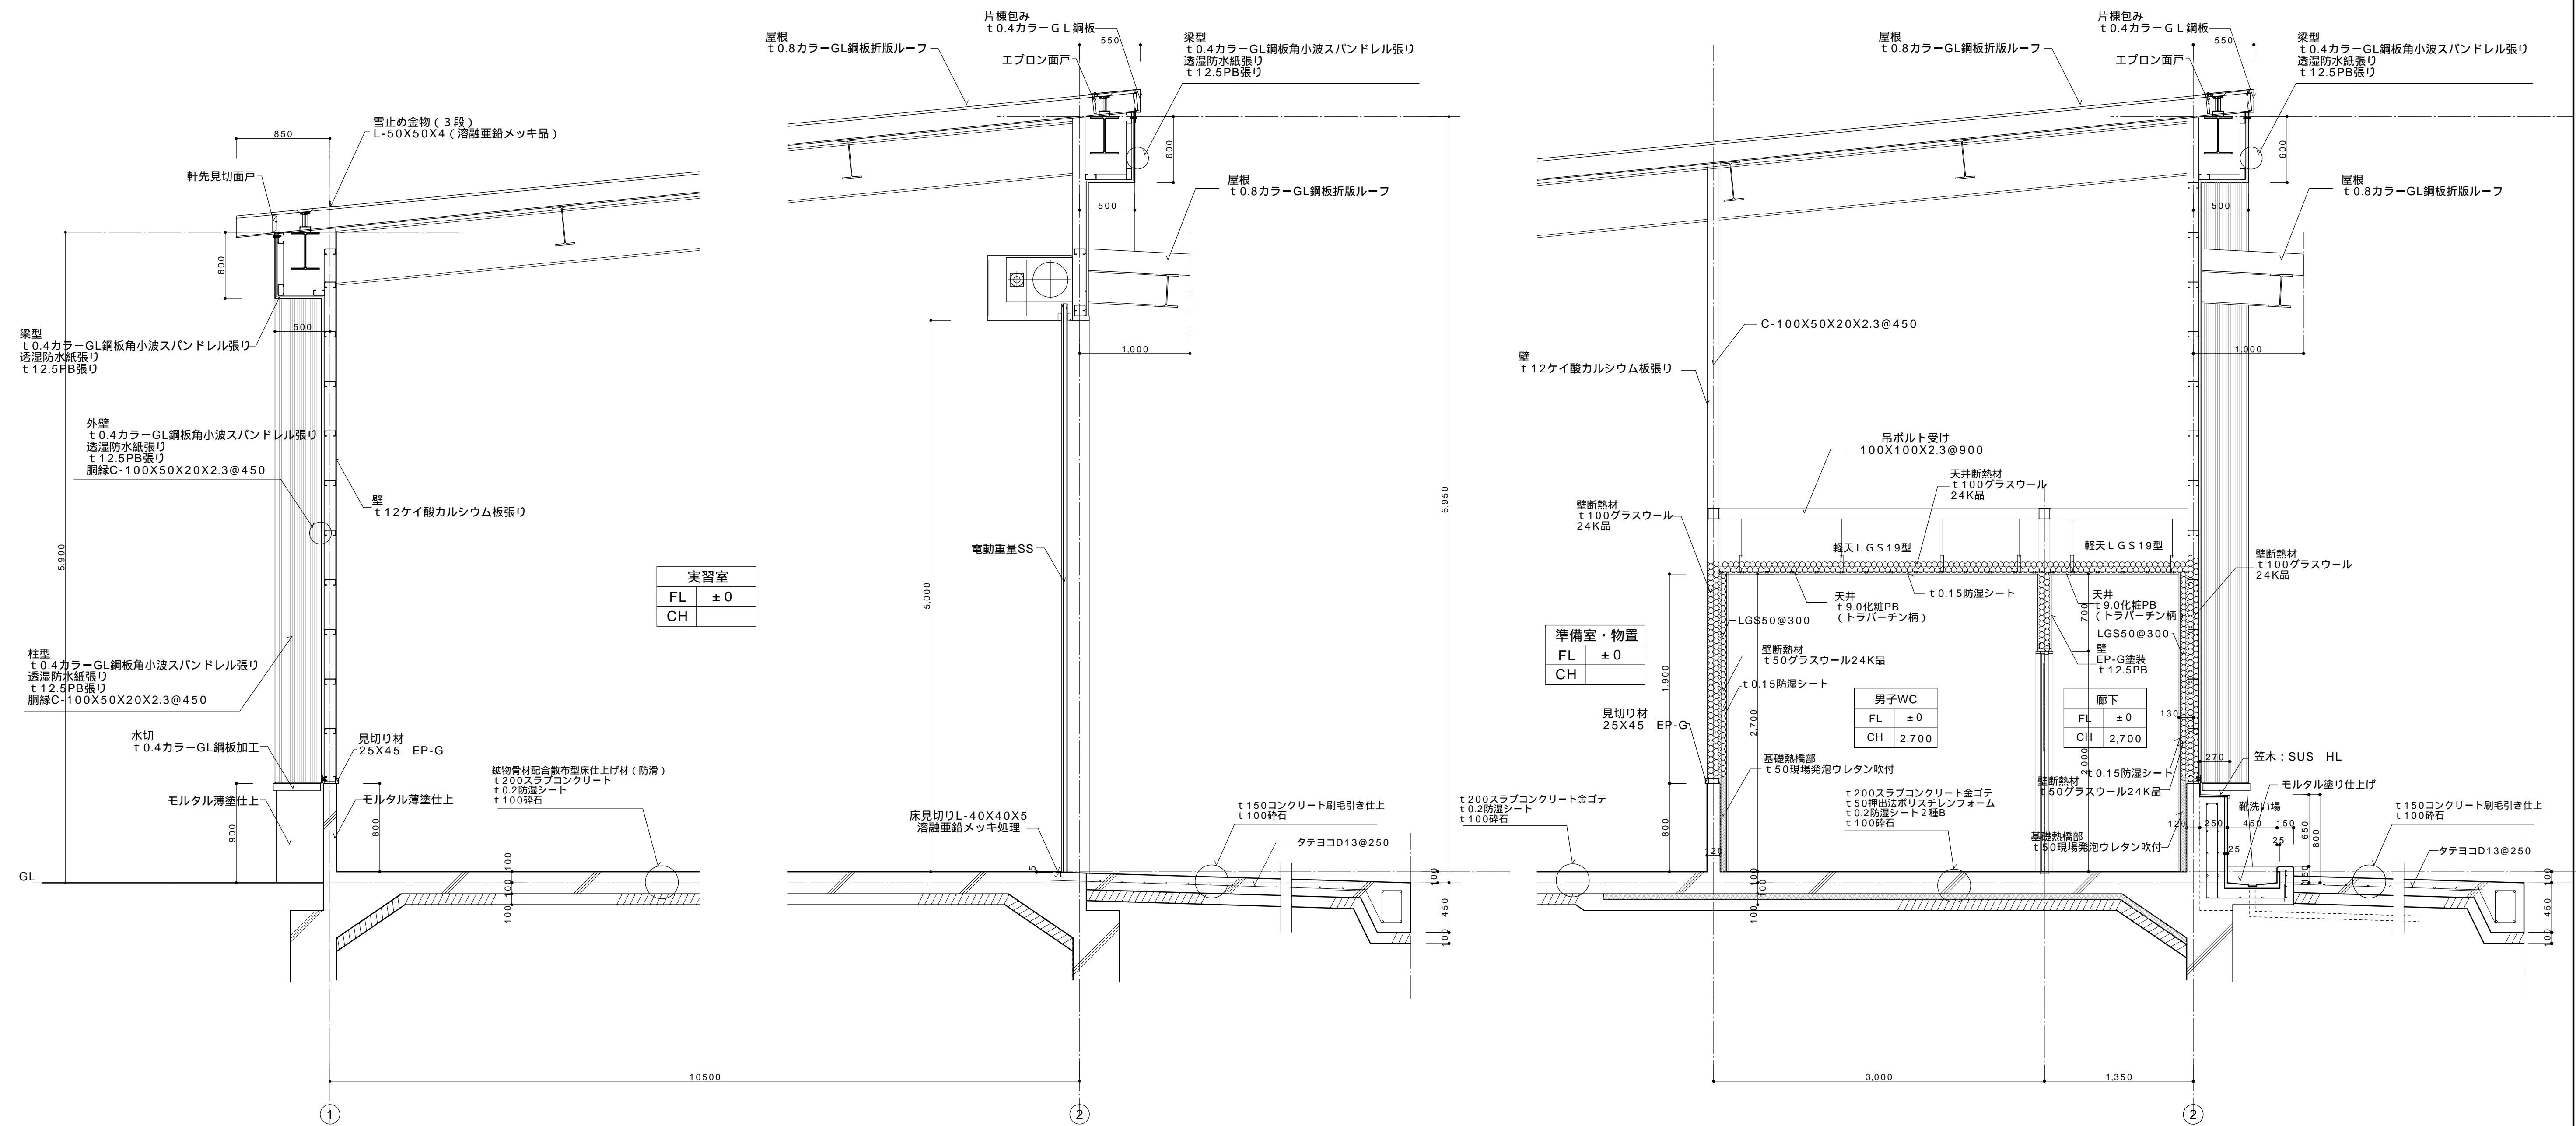 片棟包み
ｔ0.4カラーＧＬ鋼板
屋根
ｔ0.8カラーGL鋼板折版ルーフ
エプロン面戸
550
梁型
ｔ0.4カラーGL鋼板角小波スパンドレル張り
透湿防水紙張り
ｔ12.5PB張り
雪止め金物（３段）
L-50X50X4（溶融亜鉛メッキ品）
850
軒先見切面戸
600
600
屋根
ｔ0.8カラーGL鋼板折版ルーフ
500
500
1,000
梁型
ｔ0.4カラーGL鋼板角小波スパンドレル張り
透湿防水紙張り
ｔ12.5PB張り
外壁
ｔ0.4カラーGL鋼板角小波スパンドレル張り
透湿防水紙張り
ｔ12.5PB張り
胴縁C-100X50X20X2.3@450
壁
ｔ12ケイ酸カルシウム板張り
5,900
5,000
6,950
電動重量SS
実習室
FL ±0
CH
柱型
ｔ0.4カラーGL鋼板角小波スパンドレル張り
透湿防水紙張り
ｔ12.5PB張り
胴縁C-100X50X20X2.3@450
水切
ｔ0.4カラーGL鋼板加工
見切り材
25X45 EP-G
モルタル薄塗仕上
モルタル薄塗仕上
900
800
GL
鉱物骨材配合散布型床仕上げ材（防滑）
ｔ200スラブコンクリート
ｔ0.2防湿シート
ｔ100砕石
100
100
100
床見切りL-40X40X5
溶融亜鉛メッキ処理
5
ｔ150コンクリート刷毛引き仕上
ｔ100砕石
タテヨコD13@250
100
450
100
10500
1
2
片棟包み
ｔ0.4カラーＧＬ鋼板
屋根
ｔ0.8カラーGL鋼板折版ルーフ
エプロン面戸
550
梁型
ｔ0.4カラーGL鋼板角小波スパンドレル張り
透湿防水紙張り
ｔ12.5PB張り
600
屋根
ｔ0.8カラーGL鋼板折版ルーフ
500
1,000
C-100X50X20X2.3@450
壁
ｔ12ケイ酸カルシウム板張り
吊ボルト受け
100X100X2.3@900
天井断熱材
ｔ100グラスウール
24K品
壁断熱材
ｔ100グラスウール
24K品
軽天ＬＧＳ19型
軽天ＬＧＳ19型
壁断熱材
ｔ100グラスウール
24K品
天井
ｔ9.0化粧PB
（トラバーチン柄）
ｔ0.15防湿シート
天井
ｔ9.0化粧PB
（トラバーチン柄）
700
LGS50@300
LGS50@300
準備室・物置
FL ±0
CH
壁断熱材
ｔ50グラスウール24K品
壁
EP-G塗装
ｔ12.5PB
ｔ0.15防湿シート
1,900
2,700
男子WC
FL ±0
CH 2,700
廊下
FL ±0
CH 2,700
130
見切り材
25X45 EP-G
基礎熱橋部
ｔ50現場発泡ウレタン吹付
2,000
ｔ0.15防湿シート
壁断熱材
ｔ50グラスウール24K品
270
笠木：SUS HL
モルタル塗り仕上げ
靴洗い場
ｔ200スラブコンクリート金ゴテ
ｔ0.2防湿シート
ｔ100砕石
800
120
ｔ200スラブコンクリート金ゴテ
ｔ50押出法ポリスチレンフォーム
ｔ0.2防湿シート２種B
ｔ100砕石
基礎熱橋部
ｔ50現場発泡ウレタン吹付
120
250
450
150
25
25
650
800
150
ｔ150コンクリート刷毛引き仕上
ｔ100砕石
タテヨコD13@250
100
100
100
100
450
100
3,000
1,350
2